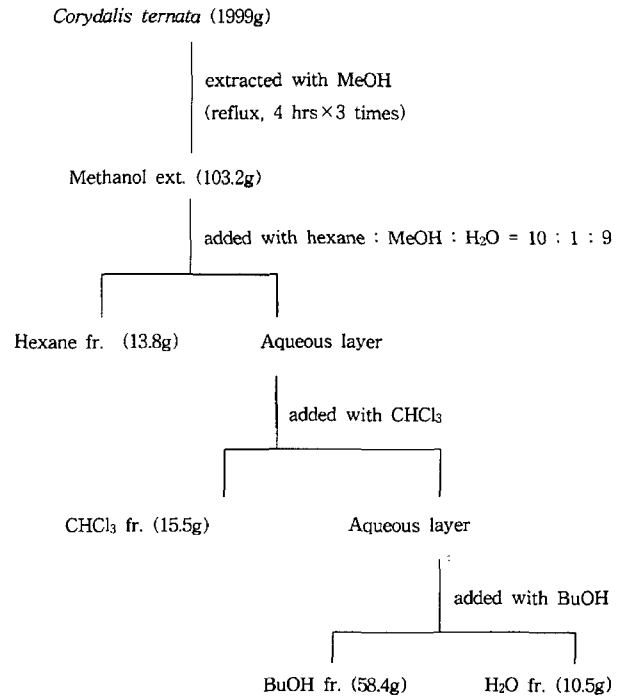 Corydalis ternata (1999g)
extracted with MeOH
(reflux, 4 hrs×3 times)
Methanol ext. (103.2g)
added with hexane : MeOH : H₂O = 10 : 1 : 9
Hexane fr. (13.8g) Aqueous layer
added with CHCl₃
CHCl₃ fr. (15.5g) Aqueous layer
added with BuOH
BuOH fr. (58.4g) H₂O fr. (10.5g)